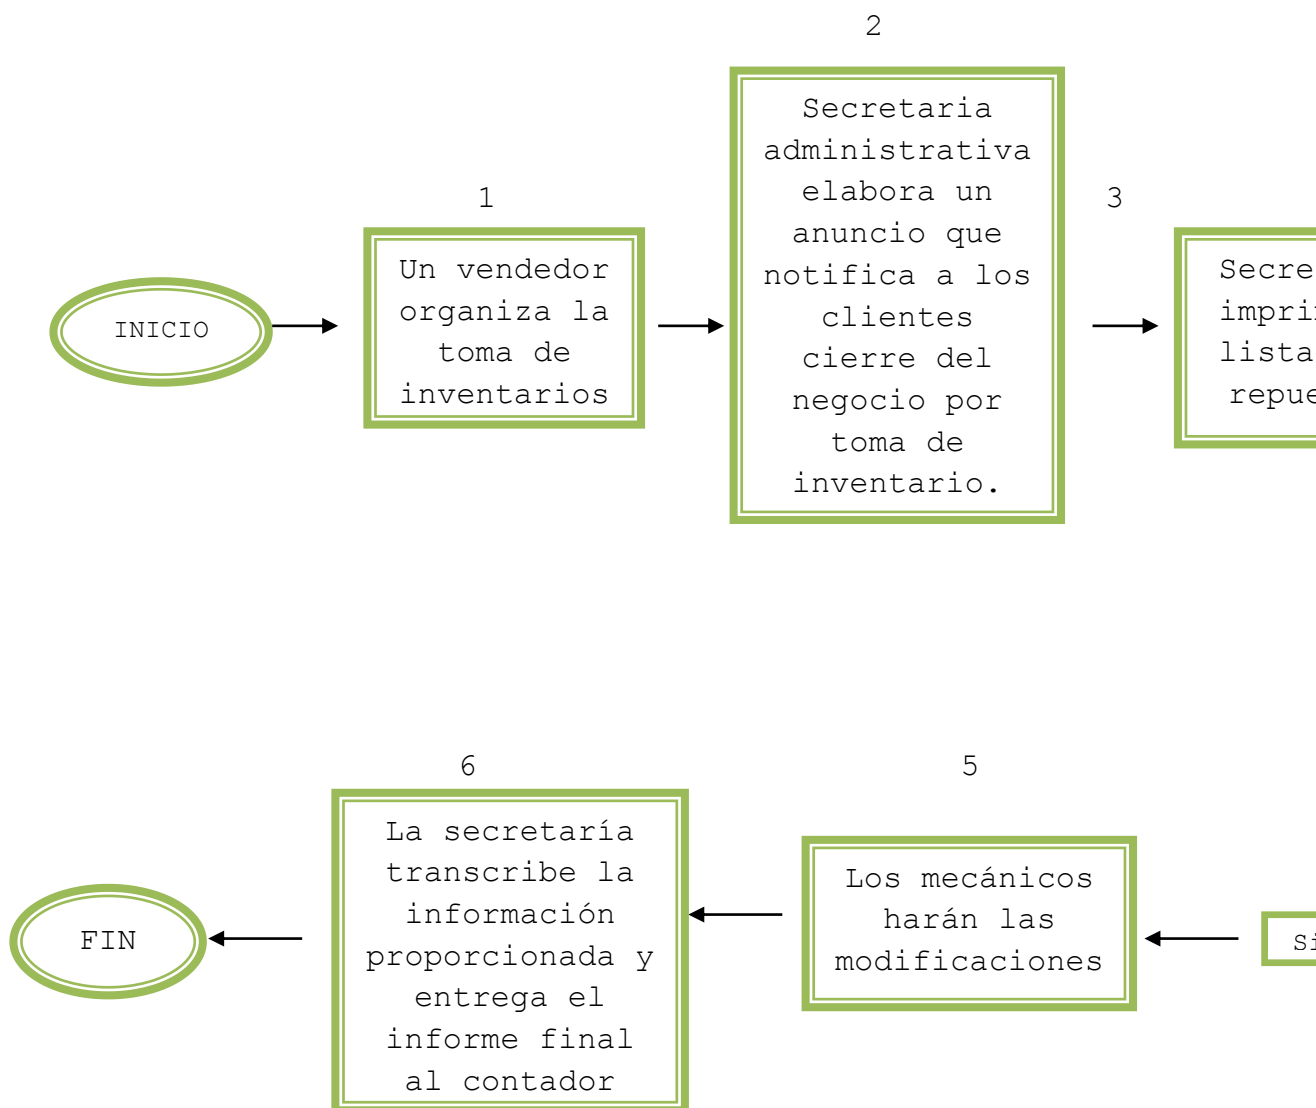 2
Secretaria
administrativa
elabora un
anuncio que
notifica a los
clientes
cierre del
negocio por
toma de
inventario.
1
Un vendedor
organiza la
toma de
inventarios
INICIO
3
6
La secretaría
transcribe la
información
proporcionada y
entrega el
informe final
al contador
5
Los mecánicos
harán las
modificaciones
FIN